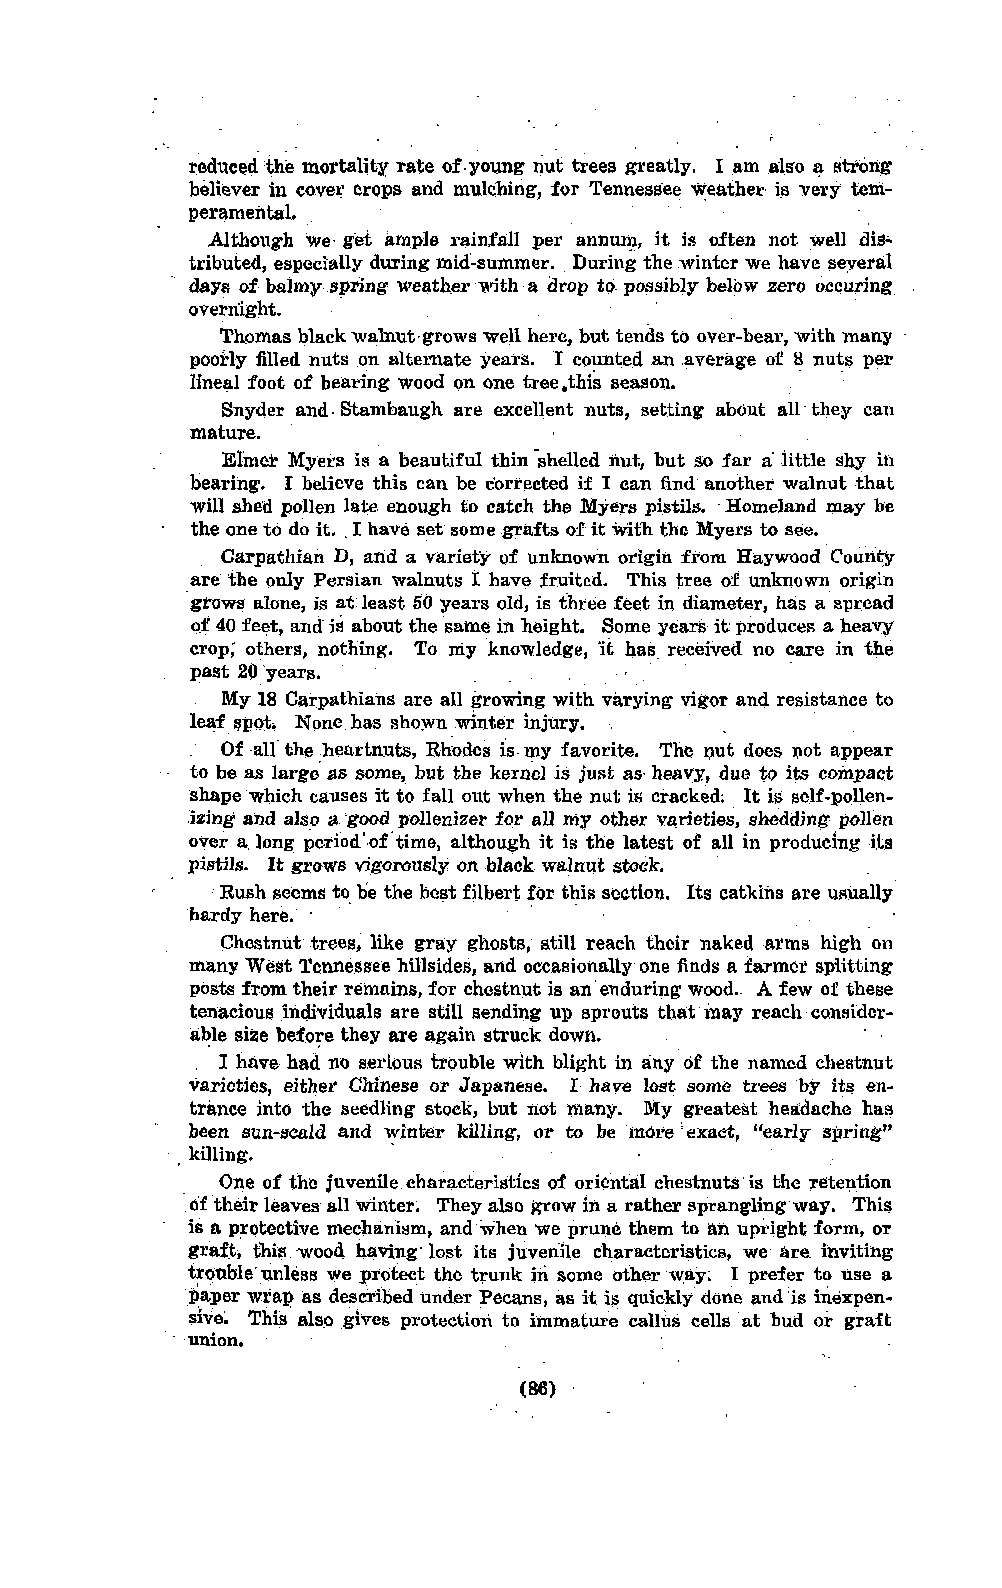 reduced the mortality rate of young nut trees greatly. I am also a strong
believer in cover crops and mulching, for Tennessee weather is very tem-
peramental.
Although we get ample rainfall per annum, it is often not well dis-
tributed, especially during mid-summer. During the winter we have several
days of balmy spring weather with a drop to possibly below zero occuring
overnight.
Thomas black walnut grows well here, but tends to over-bear, with many
poorly filled nuts on alternate years. I counted an average of 8 nuts per
lineal foot of bearing wood on one tree this season.
Snyder and Stambaugh are excellent nuts, setting about all they can
mature.
Elmer Myers is a beautiful thin shelled nut, but so far a little shy in
bearing. I believe this can be corrected if I can find another walnut that
will shed pollen late enough to catch the Myers pistils. Homeland may be
the one to do it. I have set some grafts of it with the Myers to see.
Carpathian D, and a variety of unknown origin from Haywood County
are the only Persian walnuts I have fruited. This tree of unknown origin
grows alone, is at least 50 years old, is three feet in diameter, has a spread
of 40 feet, and is about the same in height. Some years it produces a heavy
crop, others, nothing. To my knowledge, it has received no care in the
past 20 years.
My 18 Carpathians are all growing with varying vigor and resistance to
leaf spot. None has shown winter injury.
Of all the heartnuts, Rhodes is my favorite. The nut does not appear
to be as large as some, but the kernel is just as heavy, due to its compact
shape which causes it to fall out when the nut is cracked. It is self-pollen-
izing and also a good pollenizer for all my other varieties, shedding pollen
over a long period of time, although it is the latest of all in producing its
pistils. It grows vigorously on black walnut stock.
Rush seems to be the best filbert for this section. Its catkins are usually
hardy here.
Chestnut trees, like gray ghosts, still reach their naked arms high on
many West Tennessee hillsides, and occasionally one finds a farmer splitting
posts from their remains, for chestnut is an enduring wood. A few of these
tenacious individuals are still sending up sprouts that may reach consider-
able size before they are again struck down.
I have had no serious trouble with blight in any of the named chestnut
varieties, either Chinese or Japanese. I have lost some trees by its en-
trance into the seedling stock, but not many. My greatest headache has
been sun-scald and winter killing, or to be more exact, "early spring"
killing.
One of the juvenile characteristics of oriental chestnuts is the retention
of their leaves all winter. They also grow in a rather sprangling way. This
is a protective mechanism, and when we prune them to an upright form, or
graft, this wood having lost its juvenile characteristics, we are inviting
trouble unless we protect the trunk in some other way. I prefer to use a
paper wrap as described under Pecans, as it is quickly done and is inexpen-
sive. This also gives protection to immature callus cells at bud or graft
union.
(86)